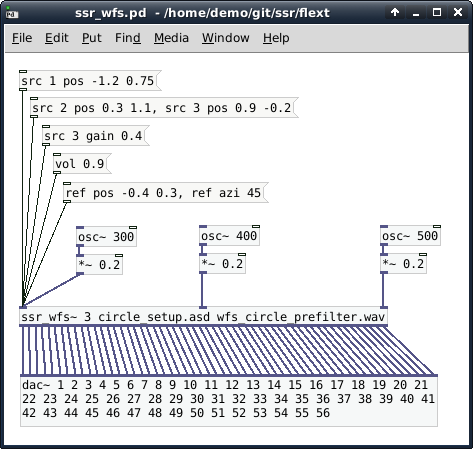 ssr_wfs.pd - /home/demo/git/ssr/flext
File Edit Put Find Media Window Help
src 1 pos -1.2 0.75
src 2 pos 0.3 1.1, src 3 pos 0.9 -0.2
src 3 gain 0.4
vol 0.9
ref pos -0.4 0.3, ref azi 45
osc~ 300 osc~ 400 osc~ 500
*~ 0.2 *~ 0.2 *~ 0.2
ssr_wfs~ 3 circle_setup.asd wfs_circle_prefilter.wav
dac~ 1 2 3 4 5 6 7 8 9 10 11 12 13 14 15 16 17 18 19 20 21
22 23 24 25 26 27 28 29 30 31 32 33 34 35 36 37 38 39 40 41
42 43 44 45 46 47 48 49 50 51 52 53 54 55 56